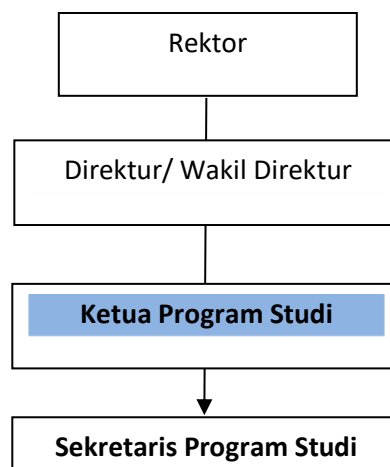 Rektor
Direktur/ Wakil Direktur
Ketua Program Studi
Sekretaris Program Studi